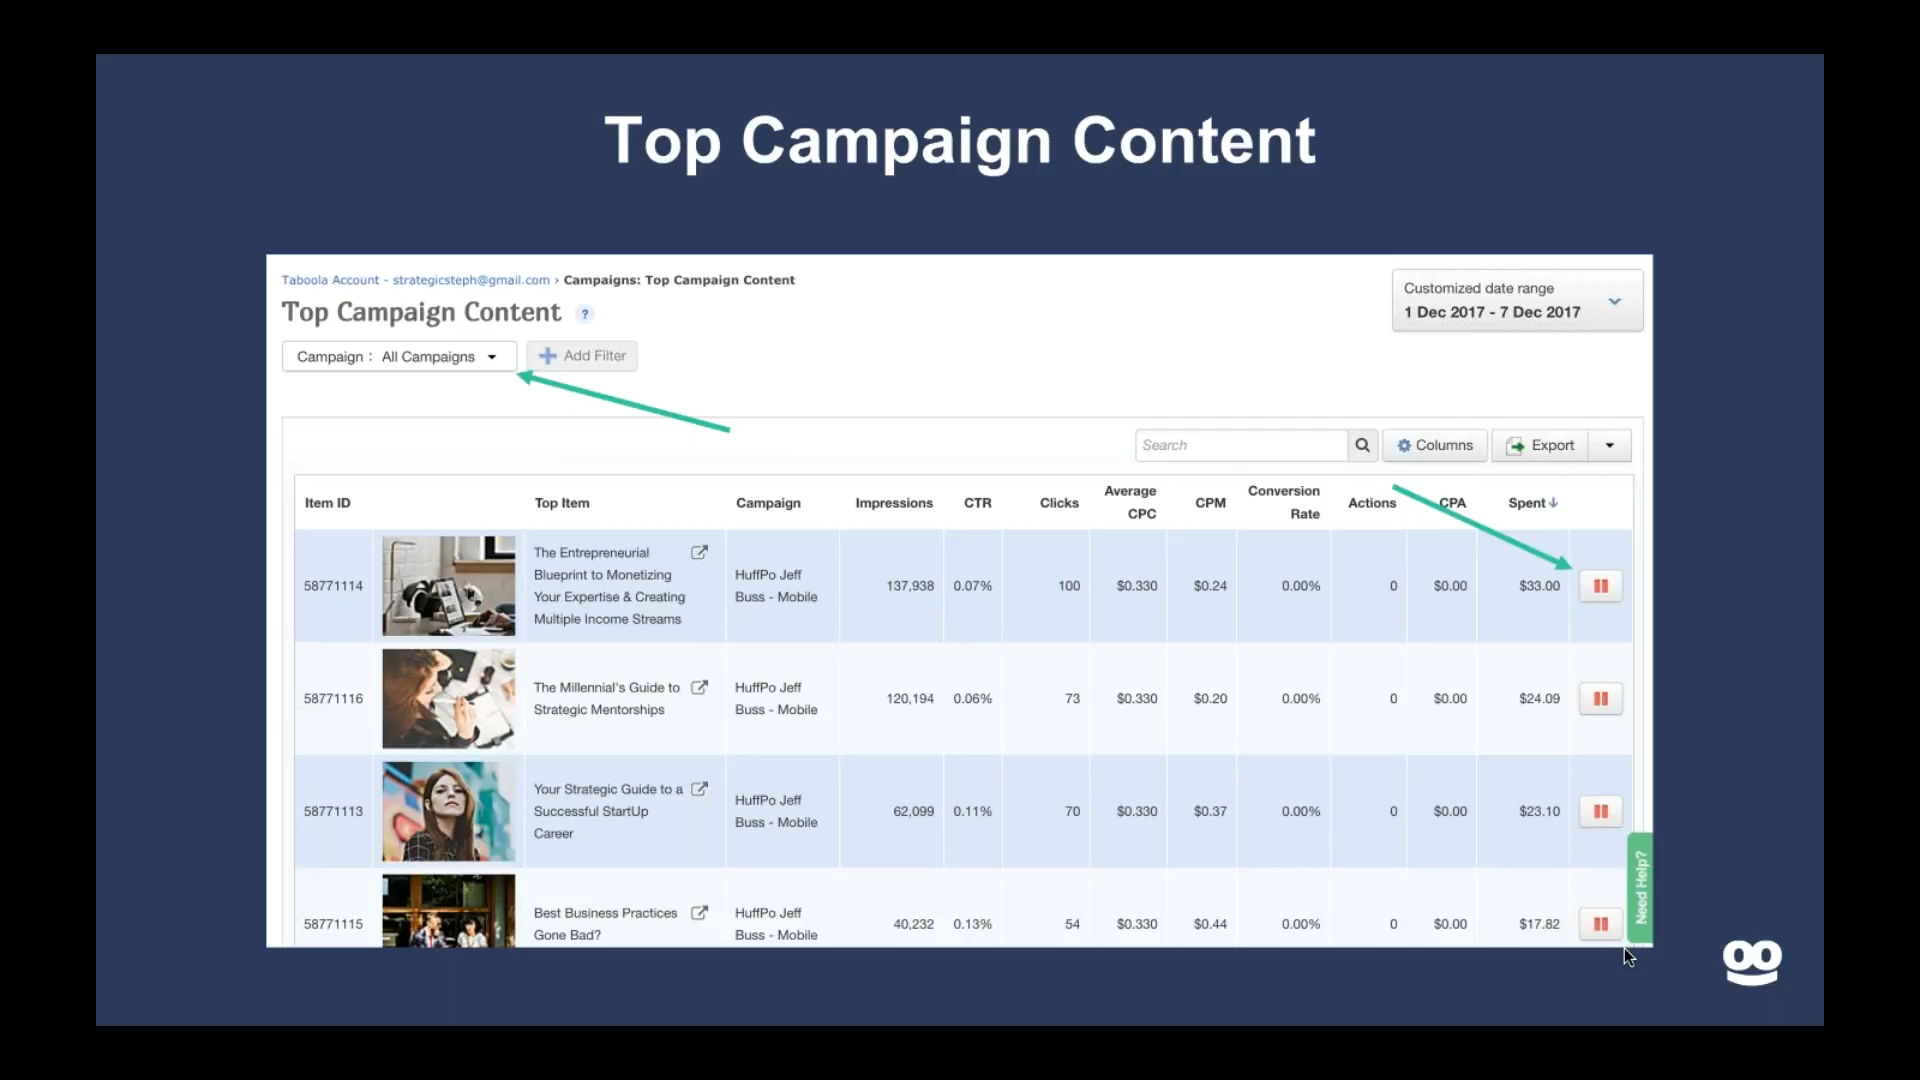 Top Campaign Content
Taboola Account - strategicsteph@gmail.com › Campaigns: Top Campaign Content
Top Campaign Content ?
Customized date range
1 Dec 2017 - 7 Dec 2017
Campaign : All Campaigns
Add Filter
Search
Columns
Export
Item ID Top Item Campaign Impressions CTR Clicks Average CPC CPM Conversion Rate Actions CPA Spent
58771114
The Entrepreneurial
Blueprint to Monetizing
Your Expertise & Creating
Multiple Income Streams
HuffPo Jeff
Buss - Mobile
137,938 0.07% 100 $0.330 $0.24 0.00% 0 $0.00 $33.00
58771116
The Millennial's Guide to
Strategic Mentorships
HuffPo Jeff
Buss - Mobile
120,194 0.06% 73 $0.330 $0.20 0.00% 0 $0.00 $24.09
58771113
Your Strategic Guide to a
Successful StartUp
Career
HuffPo Jeff
Buss - Mobile
62,099 0.11% 70 $0.330 $0.37 0.00% 0 $0.00 $23.10
58771115
Best Business Practices
Gone Bad?
HuffPo Jeff
Buss - Mobile
40,232 0.13% 54 $0.330 $0.44 0.00% 0 $0.00 $17.82
Need Help?